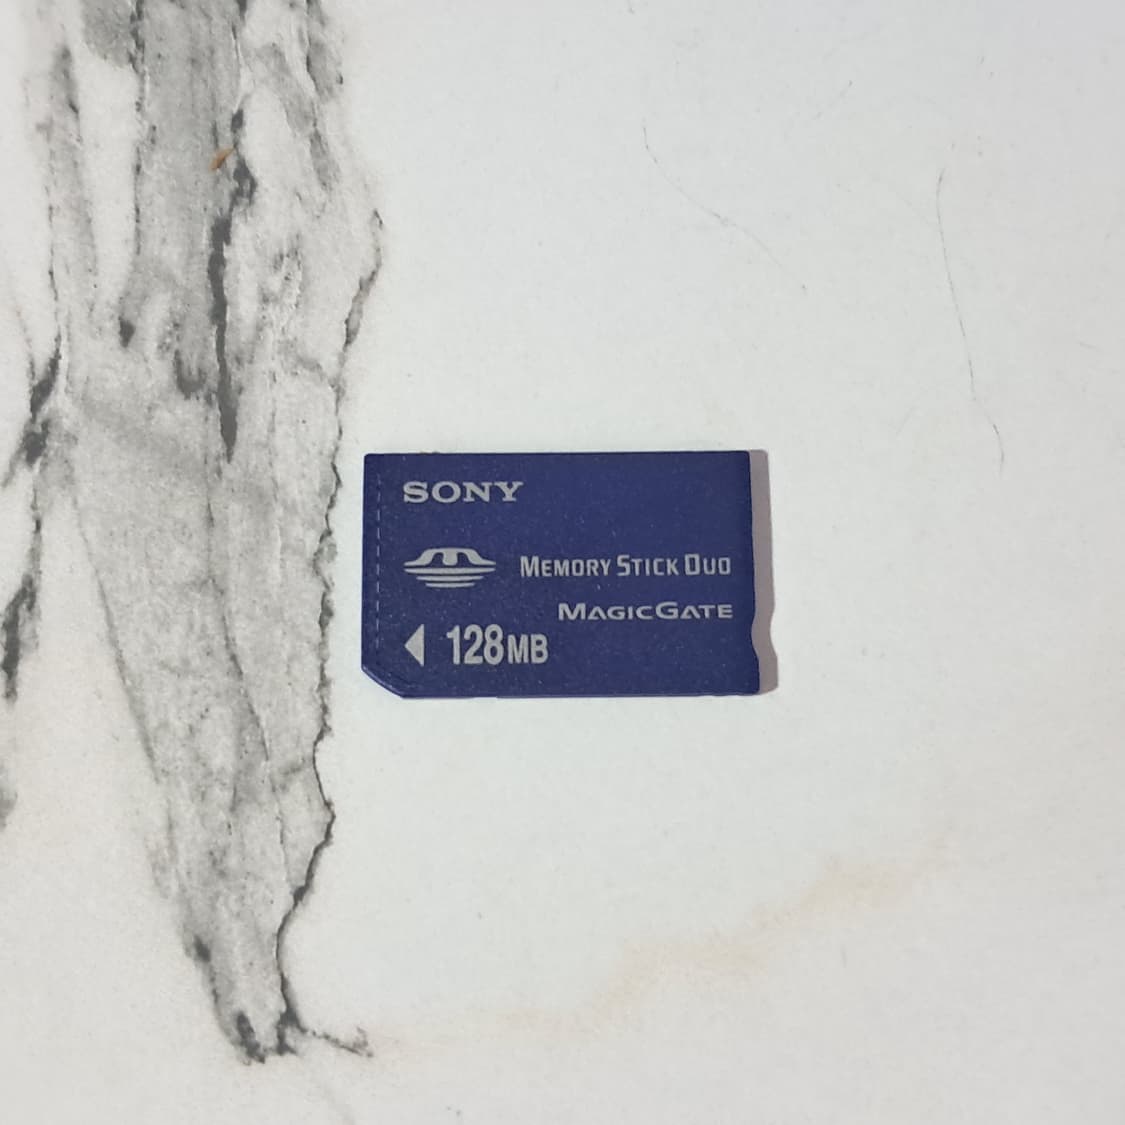 SONY
MEMORY STICK DUO
MAGICGATE
128MB